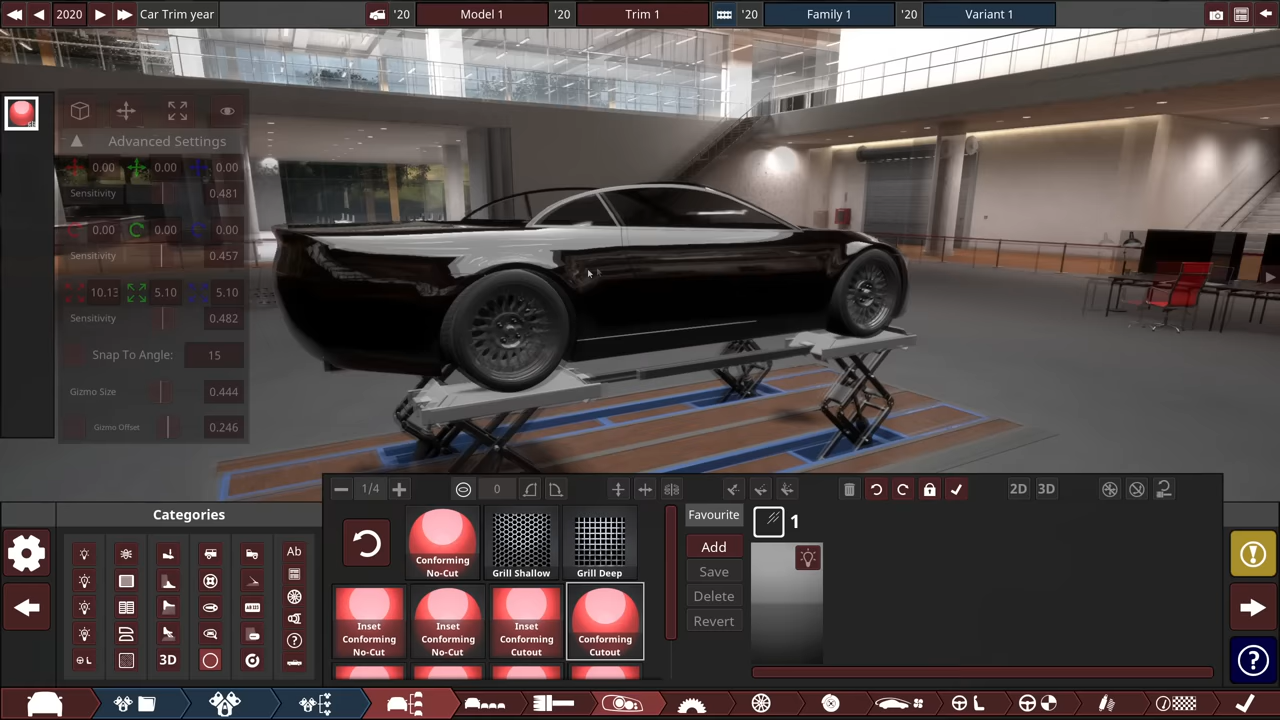 2020 Car Trim year '20 Model 1 '20 Trim 1 '20 Family 1 '20 Variant 1
Advanced Settings
0.00 0.00 0.00
Sensitivity 0.481
0.00 0.00 0.00
Sensitivity 0.457
10.13 5.10 5.10
Sensitivity 0.482
Snap To Angle: 15
Gizmo Size 0.444
Gizmo Offset 0.246
1/4 0 2D 3D
Categories
Ab
3D
L
Conforming
No-Cut
Grill Shallow
Grill Deep
Inset
Conforming
No-Cut
Inset
Conforming
No-Cut
Inset
Conforming
Cutout
Conforming
Cutout
Favourite
Add
Save
Delete
Revert
1